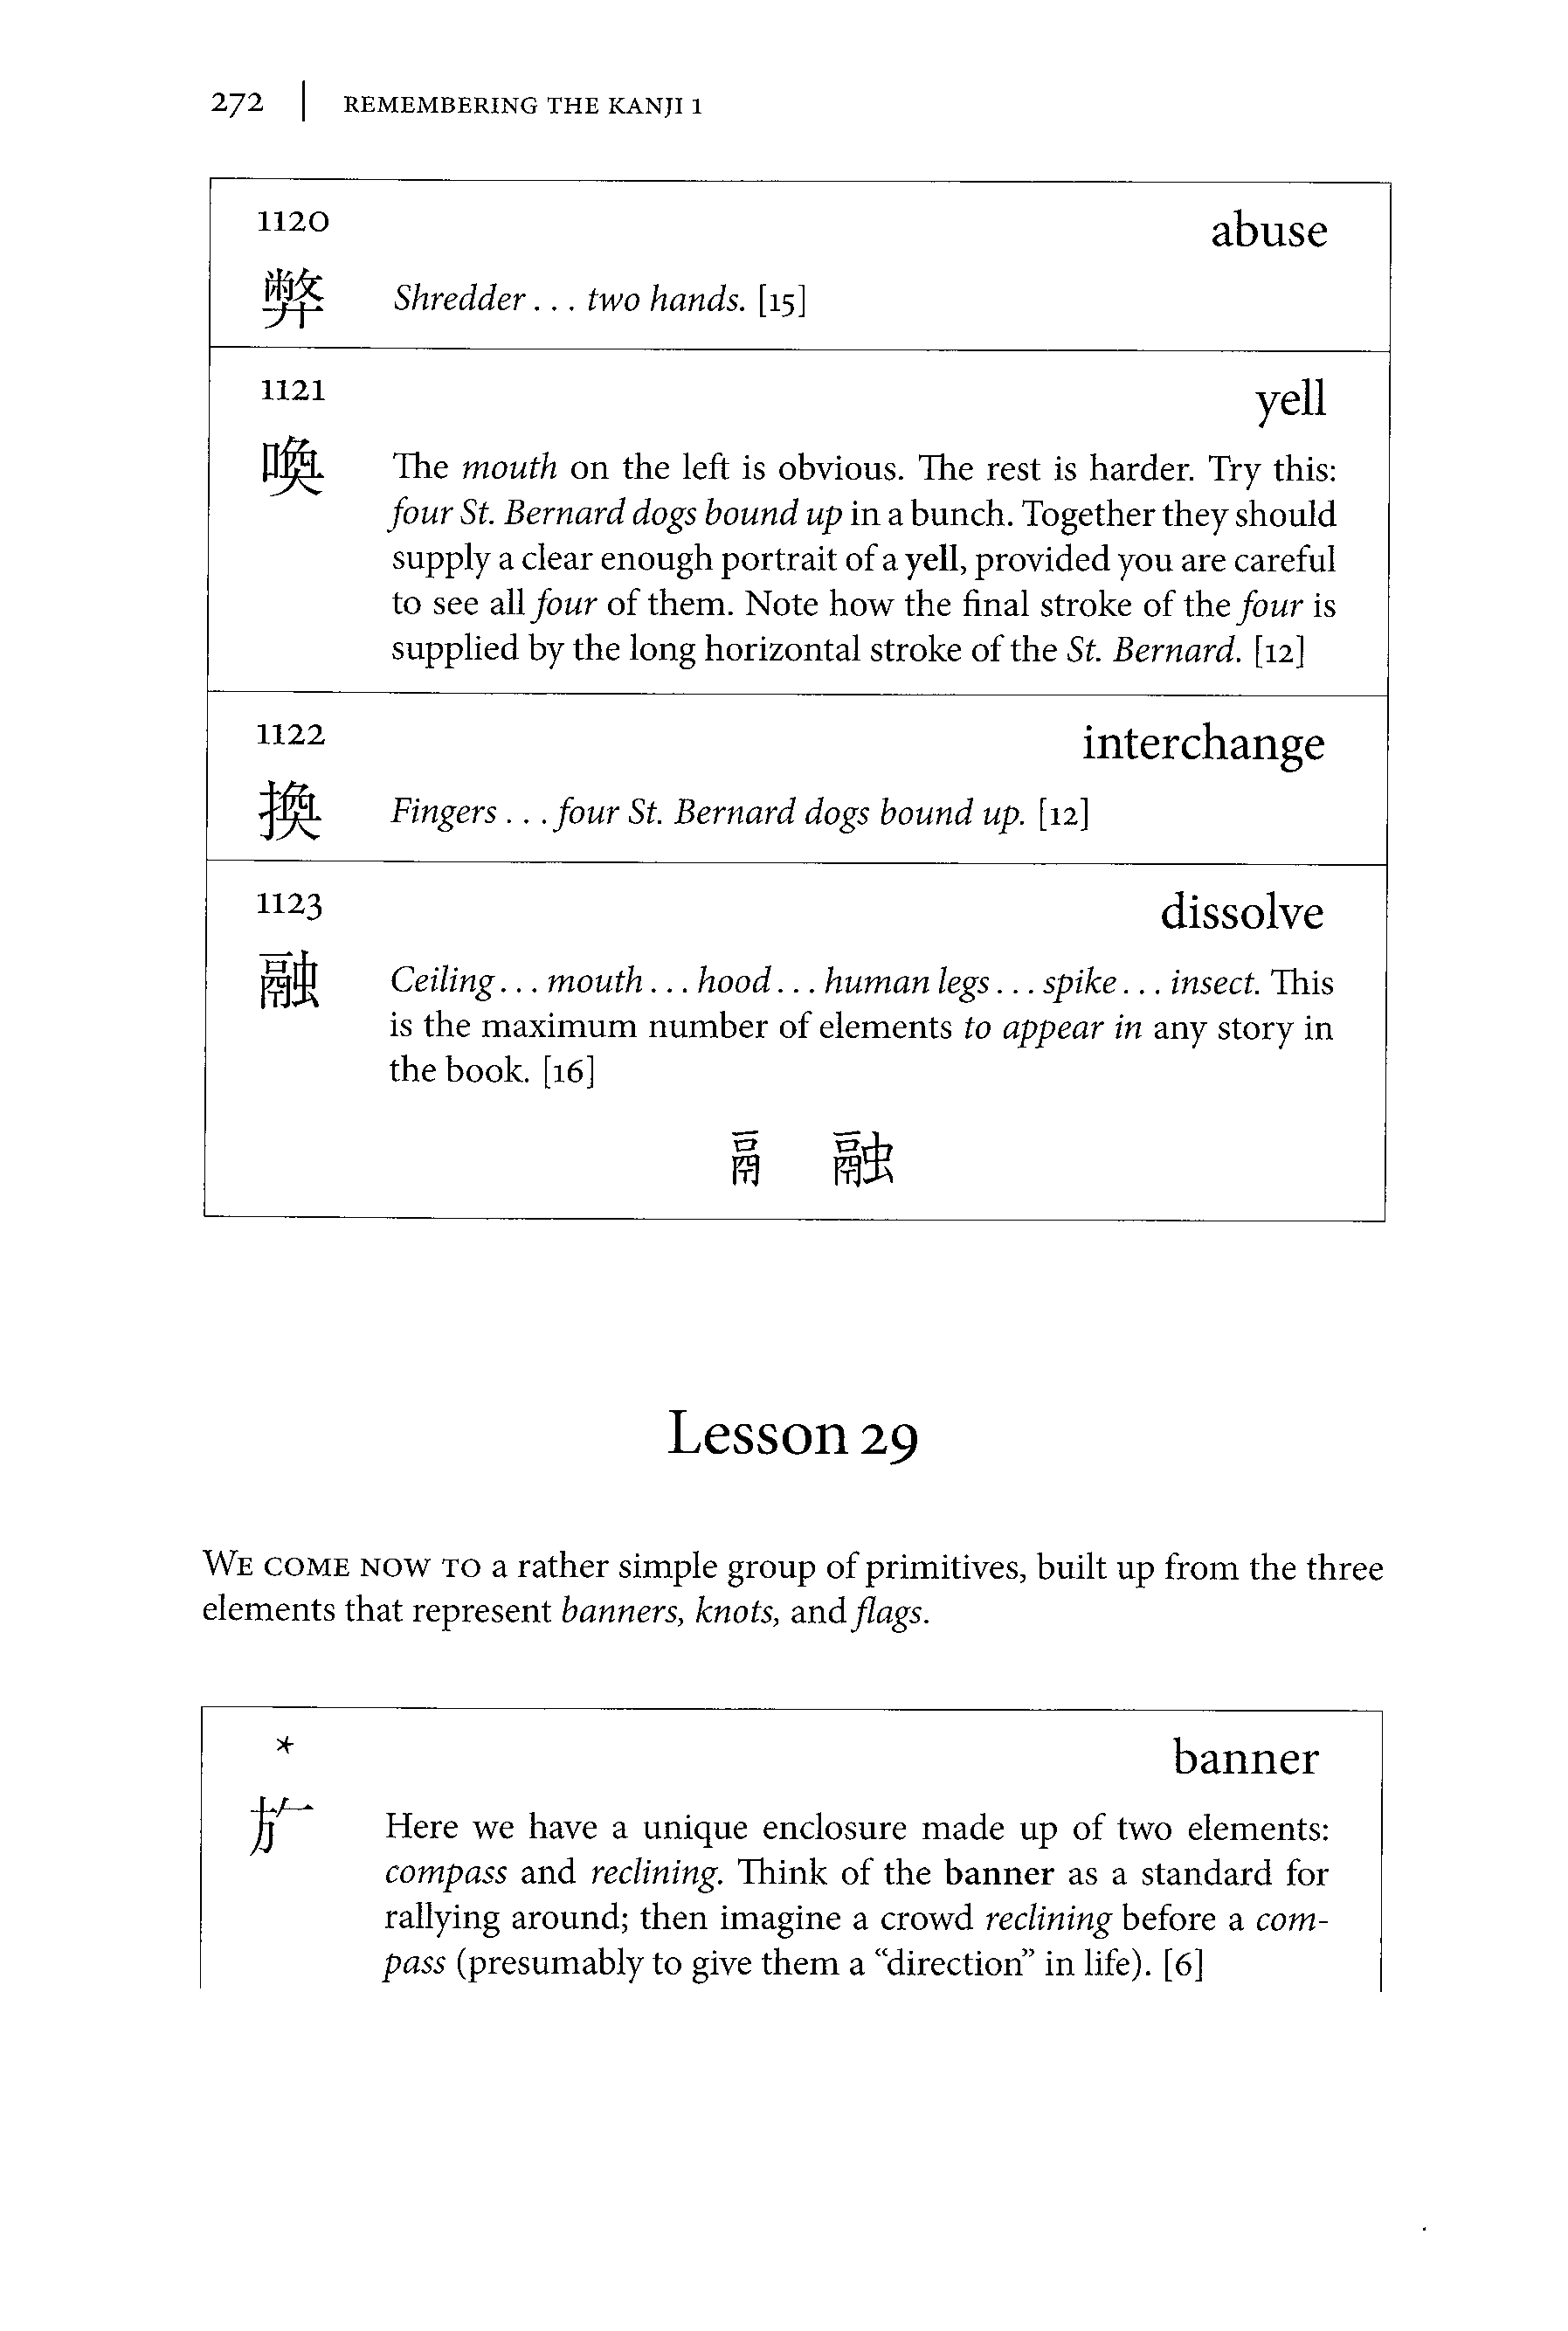 272 | REMEMBERING THE KANJI 1
1120 abuse
弊 Shredder... two hands. [15]
1121 yell
喚 The mouth on the left is obvious. The rest is harder. Try this:
four St. Bernard dogs bound up in a bunch. Together they should
supply a clear enough portrait of a yell, provided you are careful
to see all four of them. Note how the final stroke of the four is
supplied by the long horizontal stroke of the St. Bernard. [12]
1122 interchange
換 Fingers... four St. Bernard dogs bound up. [12]
1123 dissolve
融 Ceiling... mouth... hood... human legs... spike... insect. This
is the maximum number of elements to appear in any story in
the book. [16]
鬲 融
Lesson 29
WE COME NOW TO a rather simple group of primitives, built up from the three
elements that represent banners, knots, and flags.
* banner
𭤨 Here we have a unique enclosure made up of two elements:
compass and reclining. Think of the banner as a standard for
rallying around; then imagine a crowd reclining before a com-
pass (presumably to give them a “direction” in life). [6]